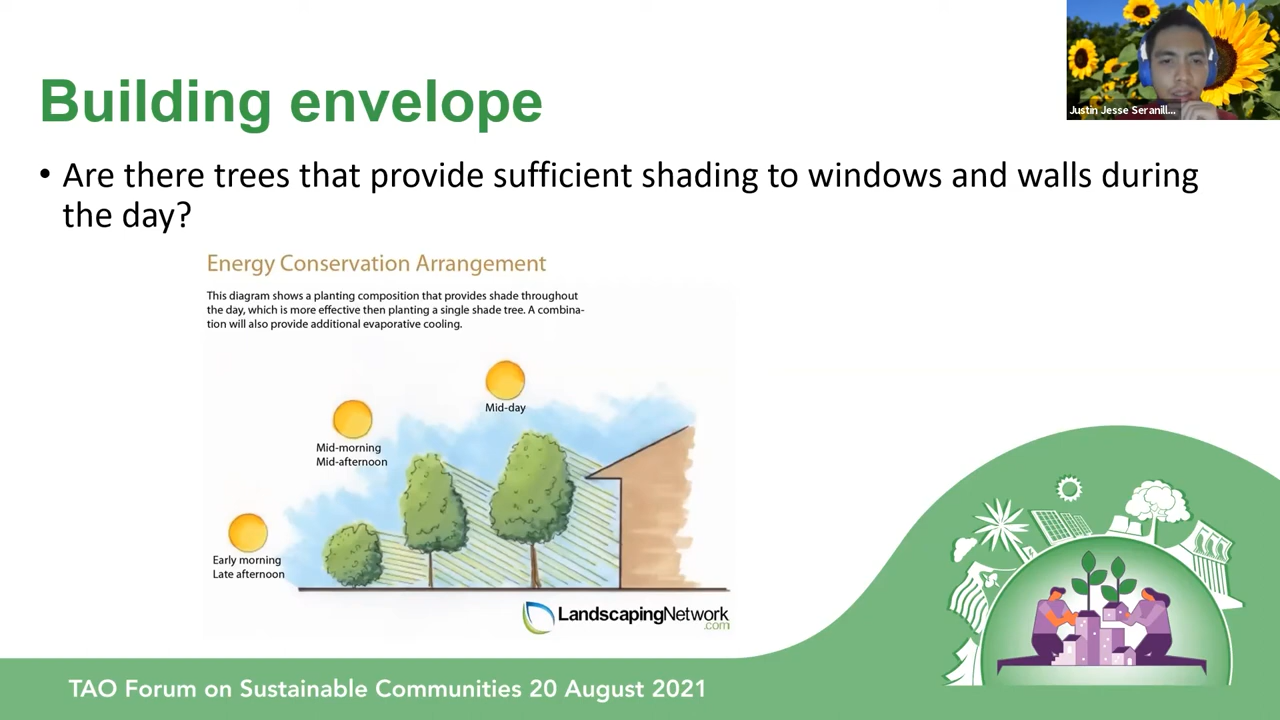 Justin Jesse Seranill...
Building envelope
• Are there trees that provide sufficient shading to windows and walls during
the day?
Energy Conservation Arrangement
This diagram shows a planting composition that provides shade throughout
the day, which is more effective then planting a single shade tree. A combina-
tion will also provide additional evaporative cooling.
Mid-day
Mid-morning
Mid-afternoon
Early morning
Late afternoon
LandscapingNetwork
.com
TAO Forum on Sustainable Communities 20 August 2021